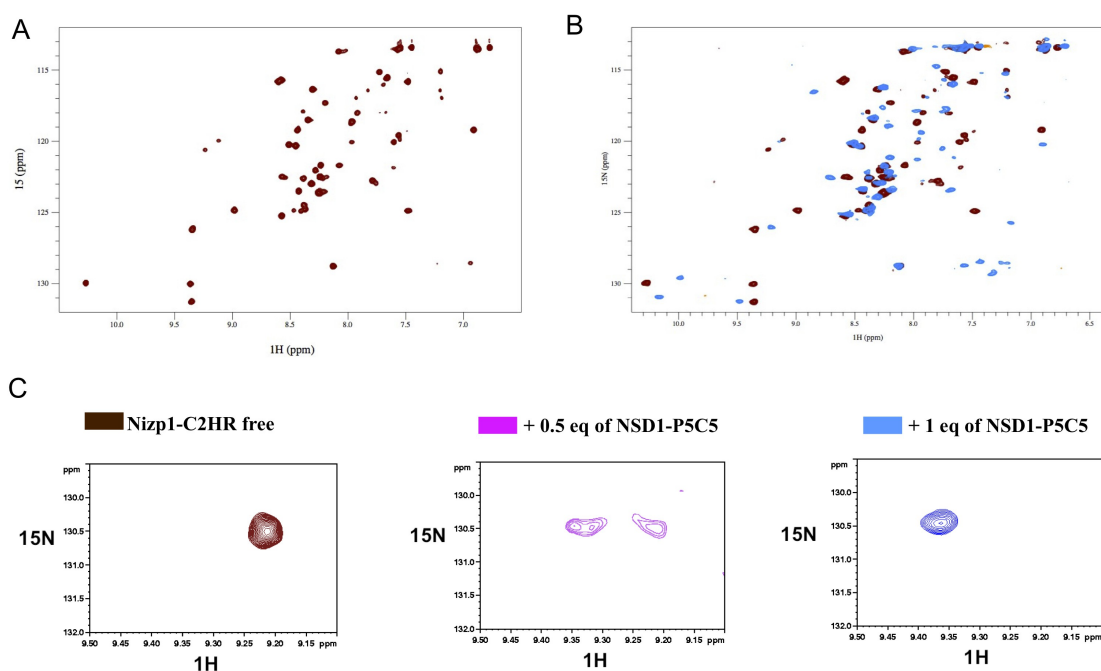 A
B
115
120
125
130
15 (ppm)
10.0 9.5 9.0 8.5 8.0 7.5 7.0
1H (ppm)
115
120
125
130
15N (ppm)
10.0 9.5 9.0 8.5 8.0 7.5 7.0 6.5
1H (ppm)
C
Nizp1-C2HR free
+ 0.5 eq of NSD1-P5C5
+ 1 eq of NSD1-P5C5
ppm
130.0
130.5
131.0
131.5
132.0
15N
9.50 9.45 9.40 9.35 9.30 9.25 9.20 9.15 ppm
1H
ppm
130.0
130.5
131.0
131.5
132.0
15N
9.50 9.45 9.40 9.35 9.30 9.25 9.20 9.15 ppm
1H
ppm
130.0
130.5
131.0
131.5
132.0
15N
9.50 9.45 9.40 9.35 9.30 9.25 9.20 9.15 ppm
1H